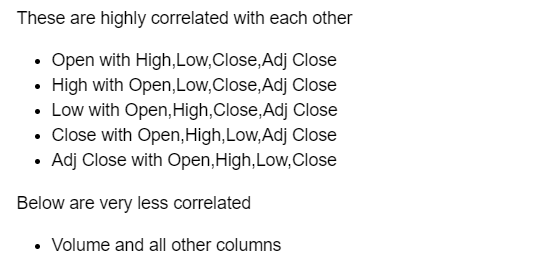 These are highly correlated with each other
• Open with High,Low,Close,Adj Close
• High with Open,Low,Close,Adj Close
• Low with Open,High,Close,Adj Close
• Close with Open,High,Low,Adj Close
• Adj Close with Open,High,Low,Close
Below are very less correlated
• Volume and all other columns